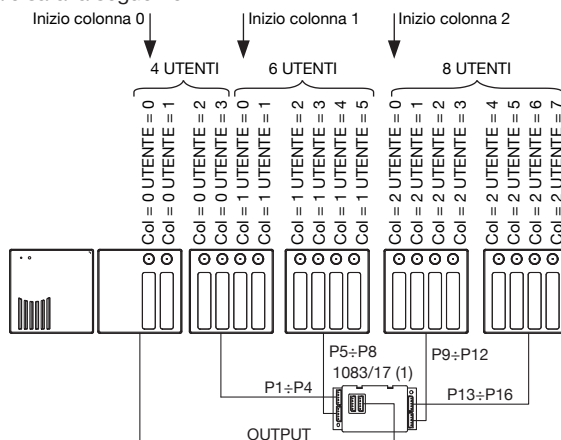 Inizio colonna 0
Inizio colonna 1
Inizio colonna 2
4 UTENTI
6 UTENTI
8 UTENTI
Col = 0 UTENTE = 0
Col = 0 UTENTE = 1
Col = 0 UTENTE = 2
Col = 0 UTENTE = 3
Col = 1 UTENTE = 0
Col = 1 UTENTE = 1
Col = 1 UTENTE = 2
Col = 1 UTENTE = 3
Col = 1 UTENTE = 4
Col = 1 UTENTE = 5
Col = 2 UTENTE = 0
Col = 2 UTENTE = 1
Col = 2 UTENTE = 2
Col = 2 UTENTE = 3
Col = 2 UTENTE = 4
Col = 2 UTENTE = 5
Col = 2 UTENTE = 6
Col = 2 UTENTE = 7
P5÷P8
P9÷P12
1083/17 (1)
P1÷P4
P13÷P16
OUTPUT